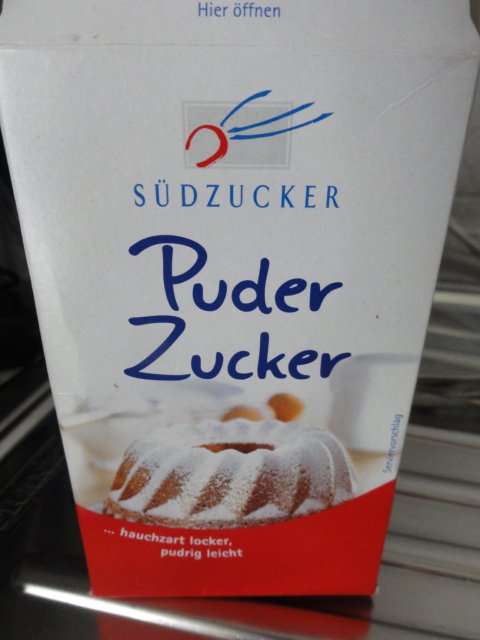 Hier öffnen
SÜDZUCKER
Puder
Zucker
Serviervorschlag
... hauchzart locker,
pudrig leicht